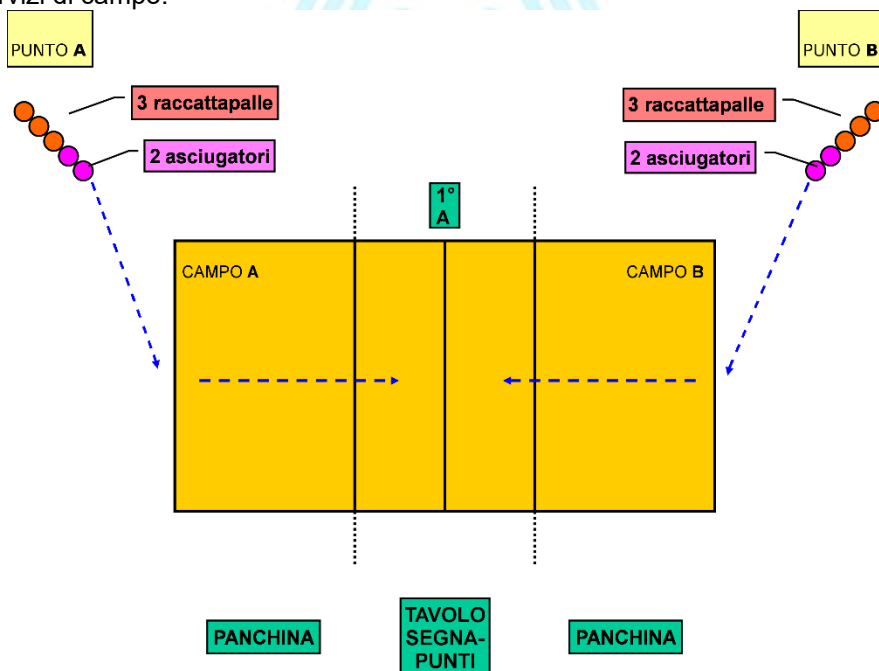 PUNTO A
PUNTO B
3 raccattapalle
3 raccattapalle
2 asciugatori
2 asciugatori
1°
A
CAMPO A
CAMPO B
PANCHINA
TAVOLO
SEGNA-
PUNTI
PANCHINA